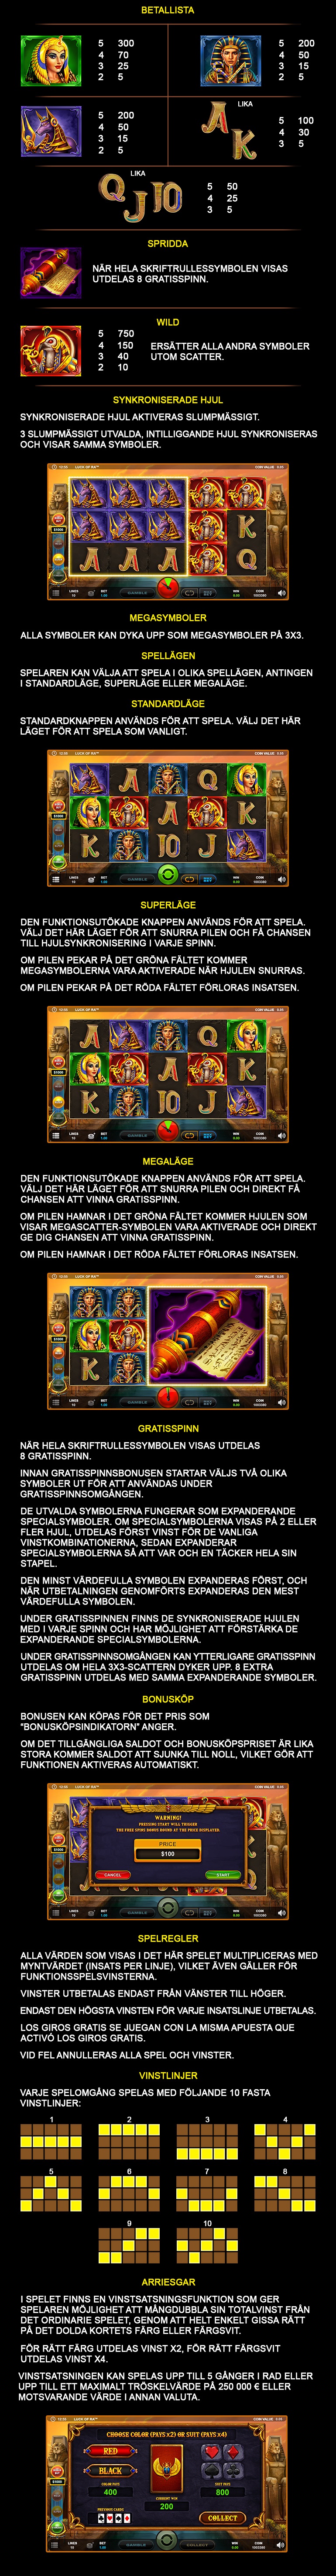 BETALLISTA
5 300
4 70
3 25
2 5
5 200
4 50
3 15
2 5
5 200
4 50
3 15
2 5
A
K
LIKA
5 100
4 30
3 5
LIKA
Q
J
10
5 50
4 25
3 5
SPRIDDA
NÄR HELA SKRIFTRULLESSYMBOLEN VISAS
UTDELAS 8 GRATISSPINN.
WILD
5 750
4 150
3 40
2 10
ERSÄTTER ALLA ANDRA SYMBOLER
UTOM SCATTER.
SYNKRONISERADE HJUL
SYNKRONISERADE HJUL AKTIVERAS SLUMPMÄSSIGT.
3 SLUMPMÄSSIGT UTVALDA, INTILLIGGANDE HJUL SYNKRONISERAS
OCH VISAR SAMMA SYMBOLER.
MEGASYMBOLER
ALLA SYMBOLER KAN DYKA UPP SOM MEGASYMBOLER PÅ 3X3.
SPELLÄGEN
SPELAREN KAN VÄLJA ATT SPELA I OLIKA SPELLÄGEN, ANTINGEN
I STANDARDLÄGE, SUPERLÄGE ELLER MEGALÄGE.
STANDARDLÄGE
STANDARDKNAPPEN ANVÄNDS FÖR ATT SPELA. VÄLJ DET HÄR
LÄGET FÖR ATT SPELA SOM VANLIGT.
SUPERLÄGE
DEN FUNKTIONSUTÖKADE KNAPPEN ANVÄNDS FÖR ATT SPELA.
VÄLJ DET HÄR LÄGET FÖR ATT SNURRA PILEN OCH FÅ CHANSEN
TILL HJULSYNKRONISERING I VARJE SPINN.
OM PILEN PEKAR PÅ DET GRÖNA FÄLTET KOMMER
MEGASYMBOLERNA VARA AKTIVERADE NÄR HJULEN SNURRAS.
OM PILEN PEKAR PÅ DET RÖDA FÄLTET FÖRLORAS INSATSEN.
MEGALÄGE
DEN FUNKTIONSUTÖKADE KNAPPEN ANVÄNDS FÖR ATT SPELA.
VÄLJ DET HÄR LÄGET FÖR ATT SNURRA PILEN OCH DIREKT FÅ
CHANSEN ATT VINNA GRATISSPINN.
OM PILEN HAMNAR I DET GRÖNA FÄLTET KOMMER HJULEN SOM
VISAR MEGASCATTER-SYMBOLEN VARA AKTIVERADE OCH DIREKT
GE DIG CHANSEN ATT VINNA GRATISSPINN.
OM PILEN HAMNAR I DET RÖDA FÄLTET FÖRLORAS INSATSEN.
GRATISSPINN
NÄR HELA SKRIFTRULLESSYMBOLEN VISAS UTDELAS
8 GRATISSPINN.
INNAN GRATISSPINNSBONUSEN STARTAR VÄLJS TVÅ OLIKA
SYMBOLER UT FÖR ATT ANVÄNDAS UNDER
GRATISSPINNSOMGÅNGEN.
DE UTVALDA SYMBOLERNA FUNGERAR SOM EXPANDERANDE
SPECIALSYMBOLER. OM SPECIALSYMBOLERNA VISAS PÅ 2 ELLER
FLER HJUL, UTDELAS FÖRST VINST FÖR DE VANLIGA
VINSTKOMBINATIONERNA, SEDAN EXPANDERAR
SPECIALSYMBOLERNA SÅ ATT VAR OCH EN TÄCKER HELA SIN
STAPEL.
DEN MINST VÄRDEFULLA SYMBOLEN EXPANDERAS FÖRST, OCH
NÄR UTBETALNINGEN GENOMFÖRTS EXPANDERAS DEN MEST
VÄRDEFULLA SYMBOLEN.
UNDER GRATISSPINNEN FINNS DE SYNKRONISERADE HJULEN
MED I VARJE SPINN OCH HAR MÖJLIGHET ATT FÖRSTÄRKA DE
EXPANDERANDE SPECIALSYMBOLERNA.
UNDER GRATISSPINNSOMGÅNGEN KAN YTTERLIGARE GRATISSPINN
UTDELAS OM HELA 3X3-SCATTERN DYKER UPP. 8 EXTRA
GRATISSPINN UTDELAS MED SAMMA EXPANDERANDE SYMBOLER.
BONUSKÖP
BONUSEN KAN KÖPAS FÖR DET PRIS SOM
"BONUSKÖPSINDIKATORN" ANGER.
OM DET TILLGÄNGLIGA SALDOT OCH BONUSKÖPSPRISET ÄR LIKA
STORA KOMMER SALDOT ATT SJUNKA TILL NOLL, VILKET GÖR ATT
FUNKTIONEN AKTIVERAS AUTOMATISKT.
WARNING!
PRESSING START WILL TRIGGER
THE FREE SPINS BONUS ROUND AT THE PRICE DISPLAYED
PRICE
$100
CANCEL
START
SPELREGLER
ALLA VÄRDEN SOM VISAS I DET HÄR SPELET MULTIPLICERAS MED
MYNTVÄRDET (INSATS PER LINJE), VILKET ÄVEN GÄLLER FÖR
FUNKTIONSSPELSVINSTERNA.
VINSTER UTBETALAS ENDAST FRÅN VÄNSTER TILL HÖGER.
ENDAST DEN HÖGSTA VINSTEN FÖR VARJE INSATSLINJE UTBETALAS.
LOS GIROS GRATIS SE JUEGAN CON LA MISMA APUESTA QUE
ACTIVÓ LOS GIROS GRATIS.
VID FEL ANNULLERAS ALLA SPEL OCH VINSTER.
VINSTLINJER
VARJE SPELOMGÅNG SPELAS MED FÖLJANDE 10 FASTA
VINSTLINJER:
1 2 3 4
5 6 7 8
9 10
ARRIESGAR
I SPELET FINNS EN VINSTSATSNINGSFUNKTION SOM GER
SPELAREN MÖJLIGHET ATT MÅNGDUBBLA SIN TOTALVINST FRÅN
DET ORDINARIE SPELET, GENOM ATT HELT ENKELT GISSA RÄTT
PÅ DET DOLDA KORTETS FÄRG ELLER FÄRGSVIT.
FÖR RÄTT FÄRG UTDELAS VINST X2, FÖR RÄTT FÄRGSVIT
UTDELAS VINST X4.
VINSTSATSNINGEN KAN SPELAS UPP TILL 5 GÅNGER I RAD ELLER
UPP TILL ETT MAXIMALT TRÖSKELVÄRDE PÅ 250 000 € ELLER
MOTSVARANDE VÄRDE I ANNAN VALUTA.
CHOOSE COLOR (PAYS X2) OR SUIT (PAYS X4)
RED
BLACK
COLOR PAYS
400
SUIT PAYS
800
CURRENT WIN
200
PREVIOUS CARDS
COLLECT